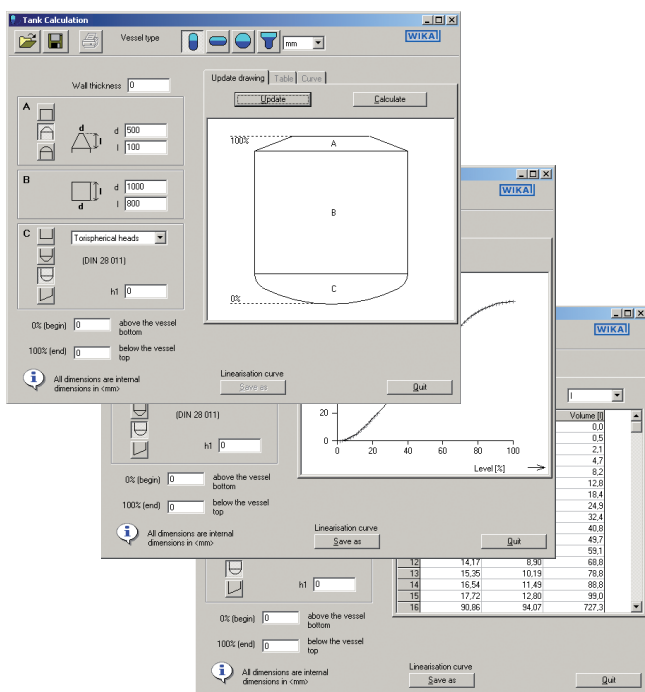 Tank Calculation
Vessel type
mm
WIKA
Wall thickness 0
Update drawing Table Curve
Update Calculate
A
d
l
d 500
l 100
B
l
d
d 1000
l 800
C
Torispherical heads
(DIN 28 011)
h1 0
100%
A
B
C
0%
0% (begin) 0 above the vessel
bottom
100% (end) 0 below the vessel
top
All dimensions are internal
dimensions in <mm>
Linearisation curve
Save as
Quit
WIKA
20
0
0 20 40 60 80 100
Level [%]
(DIN 28 011)
h1 0
0% (begin) 0 above the vessel
bottom
100% (end) 0 below the vessel
top
All dimensions are internal
dimensions in <mm>
Linearisation curve
Save as
Quit
WIKA
l
Volume [l]
0,0
0,5
2,1
4,7
8,2
12,8
18,4
24,9
32,4
40,8
49,7
59,1
12 14,17 8,90 68,8
13 15,35 10,19 78,8
14 16,54 11,49 88,8
15 17,72 12,80 99,0
16 90,86 94,07 727,3
h1 0
0% (begin) 0 above the vessel
bottom
100% (end) 0 below the vessel
top
All dimensions are internal
dimensions in <mm>
Linearisation curve
Save as
Quit